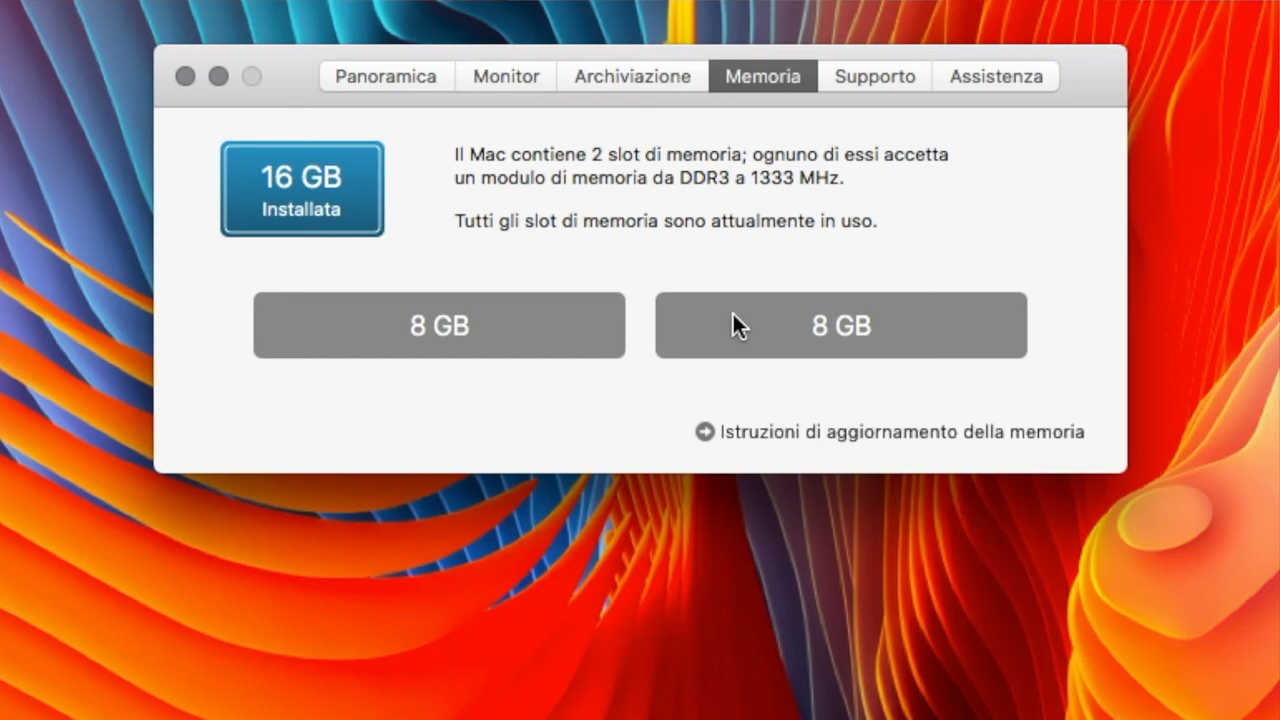 Panoramica Monitor Archiviazione Memoria Supporto Assistenza
16 GB
Installata
Il Mac contiene 2 slot di memoria; ognuno di essi accetta
un modulo di memoria da DDR3 a 1333 MHz.
Tutti gli slot di memoria sono attualmente in uso.
8 GB 8 GB
Istruzioni di aggiornamento della memoria